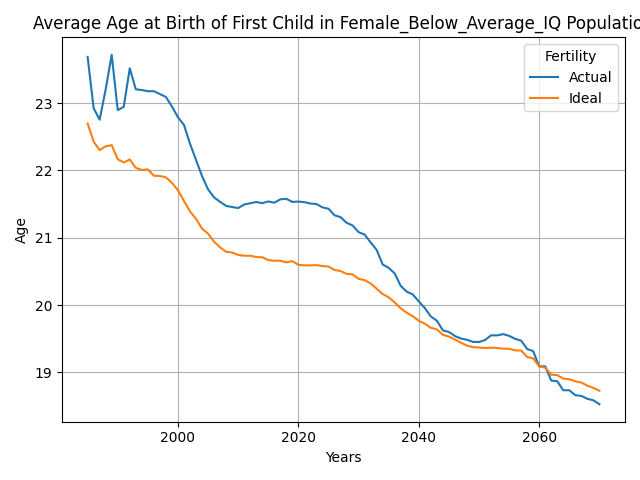 Average Age at Birth of First Child in Female_Below_Average_IQ Populatio
Fertility
Actual
Ideal
23
22
21
20
19
Age
2000 2020 2040 2060
Years